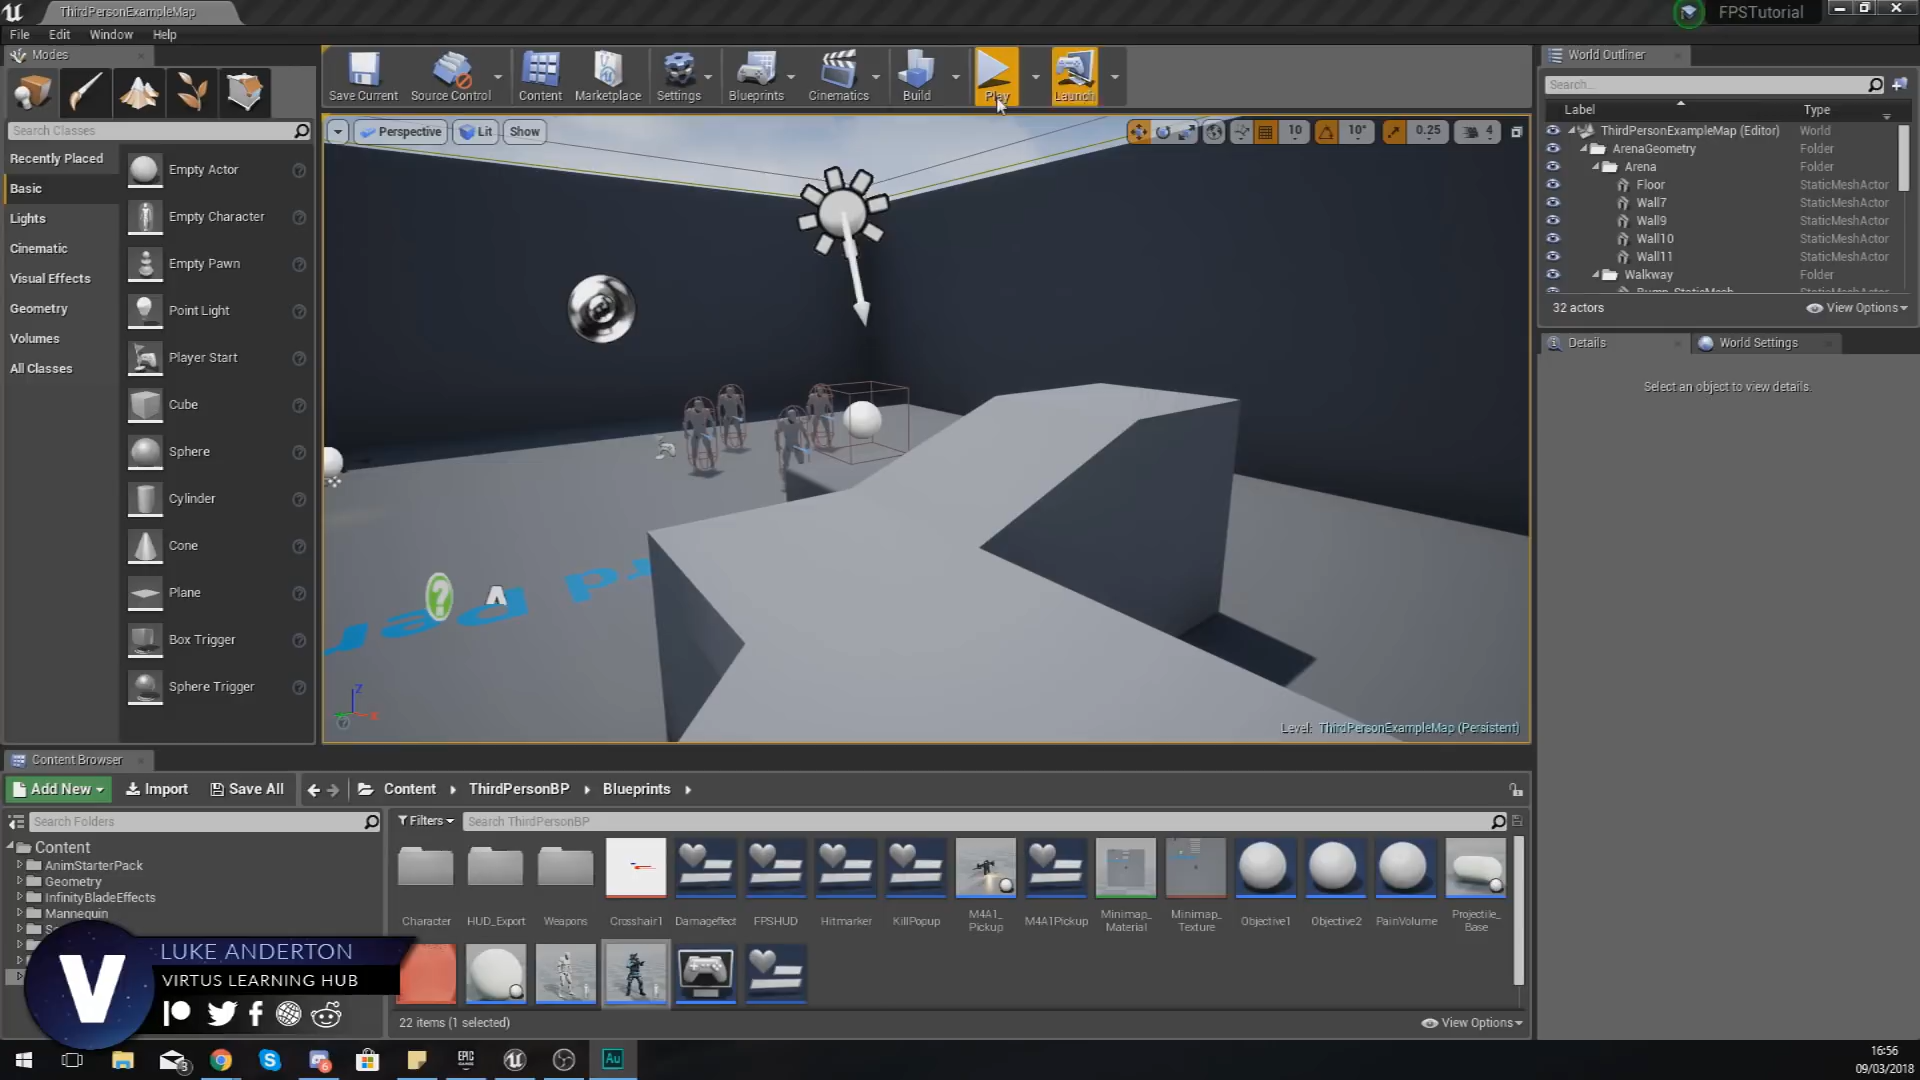 ThirdPersonExampleMap
FPSTutorial
File Edit Window Help
Modes
Search Classes
Recently Placed
Basic
Lights
Cinematic
Visual Effects
Geometry
Volumes
All Classes
Empty Actor
Empty Character
Empty Pawn
Point Light
Player Start
Cube
Sphere
Cylinder
Cone
Plane
Box Trigger
Sphere Trigger
Save Current Source Control Content Marketplace Settings Blueprints Cinematics Build Play Launch
Perspective Lit Show
10 10° 0.25 4
Z
X
Level: ThirdPersonExampleMap (Persistent)
World Outliner
Search...
Label Type
ThirdPersonExampleMap (Editor) World
ArenaGeometry Folder
Arena Folder
Floor StaticMeshActor
Wall7 StaticMeshActor
Wall9 StaticMeshActor
Wall10 StaticMeshActor
Wall11 StaticMeshActor
Walkway Folder
32 actors View Options
Details World Settings
Select an object to view details.
Content Browser
Add New Import Save All Content ThirdPersonBP Blueprints
Search Folders
Filters Search ThirdPersonBP
Content
AnimStarterPack
Geometry
InfinityBladeEffects
Mannequin
Character HUD_Export Weapons Crosshair1 Damageffect FPSHUD Hitmarker KillPopup M4A1_ Pickup M4A1Pickup Minimap_ Material Minimap_ Texture Objective1 Objective2 PainVolume Projectile_ Base
22 items (1 selected) View Options
V
LUKE ANDERTON
VIRTUS LEARNING HUB
EPIC GAMES
Au
16:56
09/03/2018